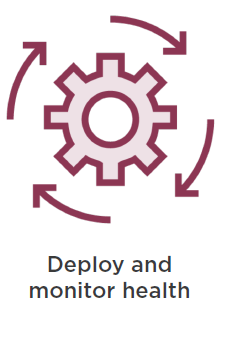 Deploy and
monitor health